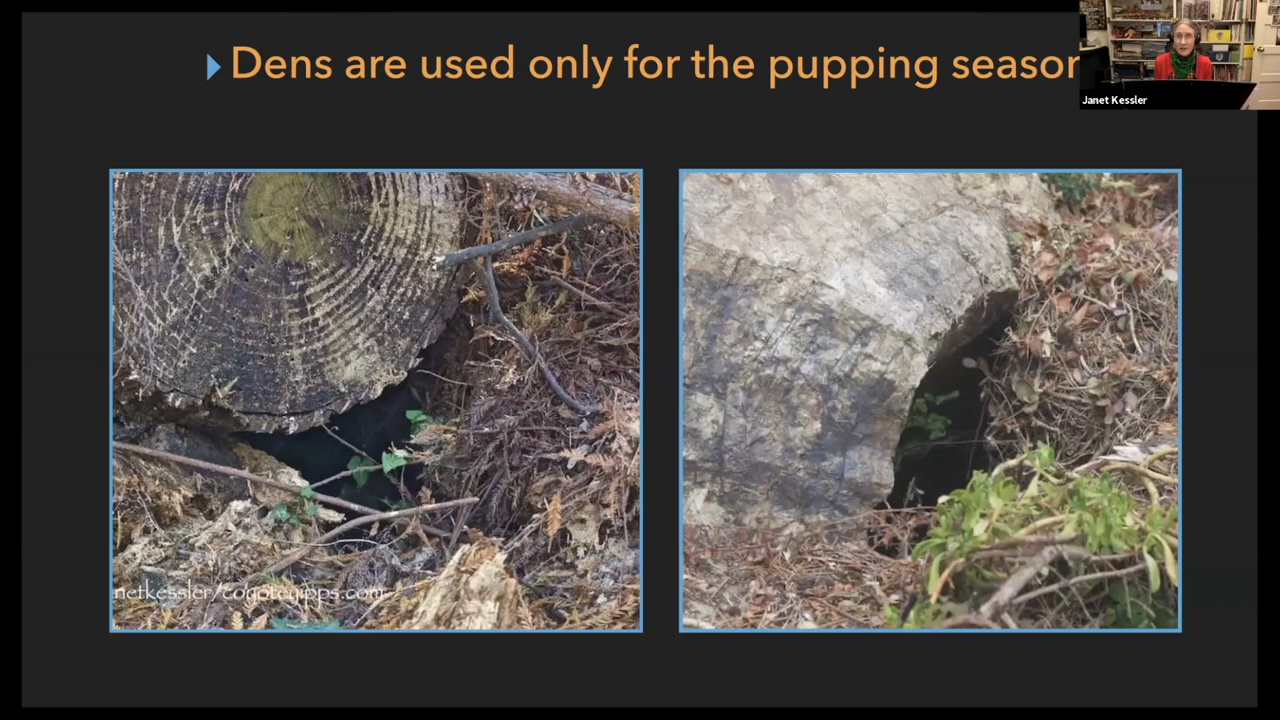 Dens are used only for the pupping season
Janet Kessler
netkessler/coyoteyipps.com